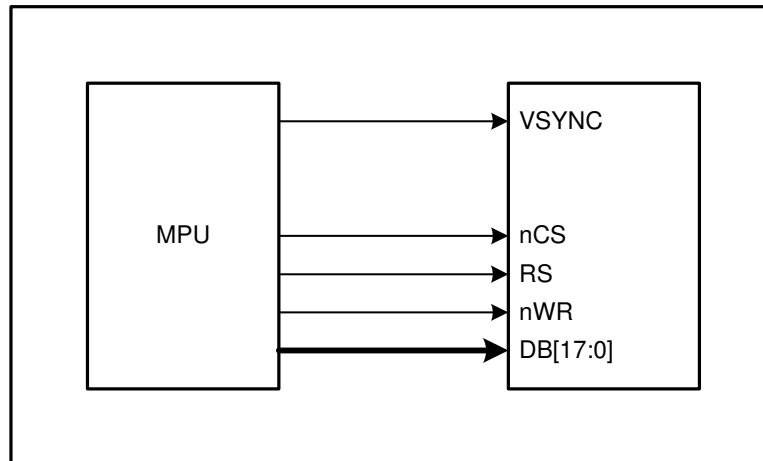 VSYNC
MPU
nCS
RS
nWR
DB[17:0]